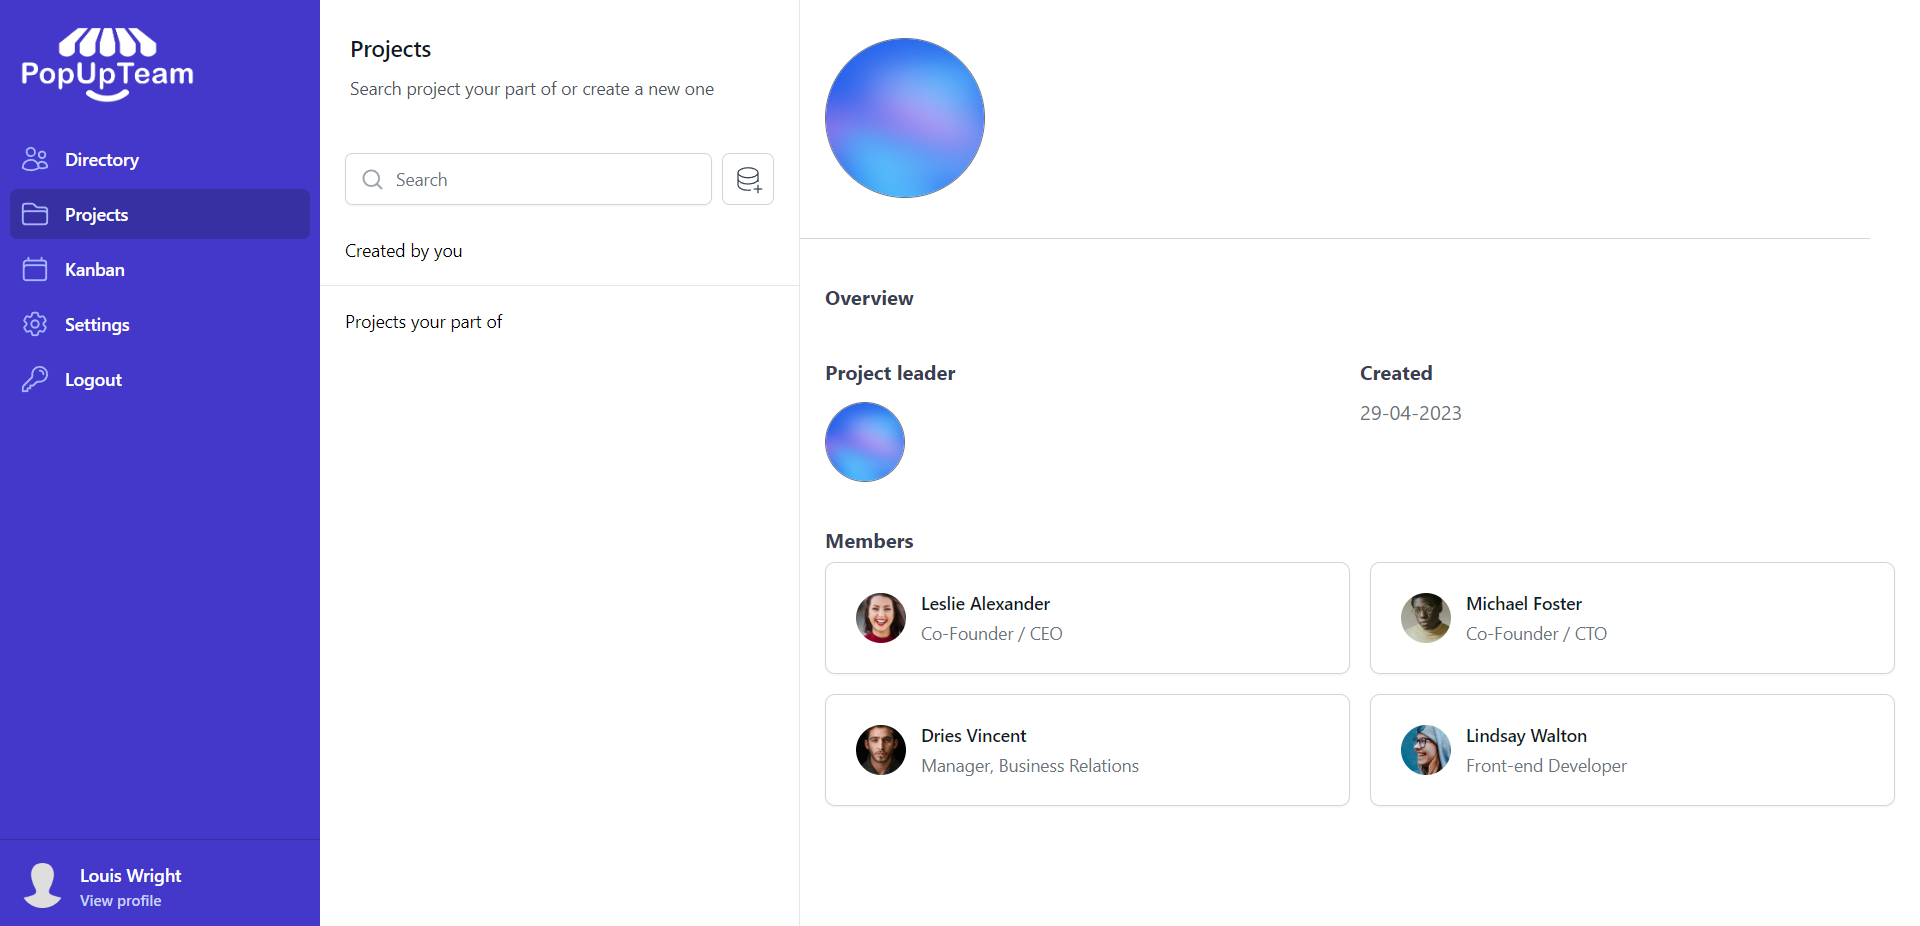 PopUpTeam
Directory
Projects
Kanban
Settings
Logout
Louis Wright
View profile
Projects
Search project your part of or create a new one
Search
Created by you
Projects your part of
Overview
Project leader
Created
29-04-2023
Members
Leslie Alexander
Co-Founder / CEO
Michael Foster
Co-Founder / CTO
Dries Vincent
Manager, Business Relations
Lindsay Walton
Front-end Developer